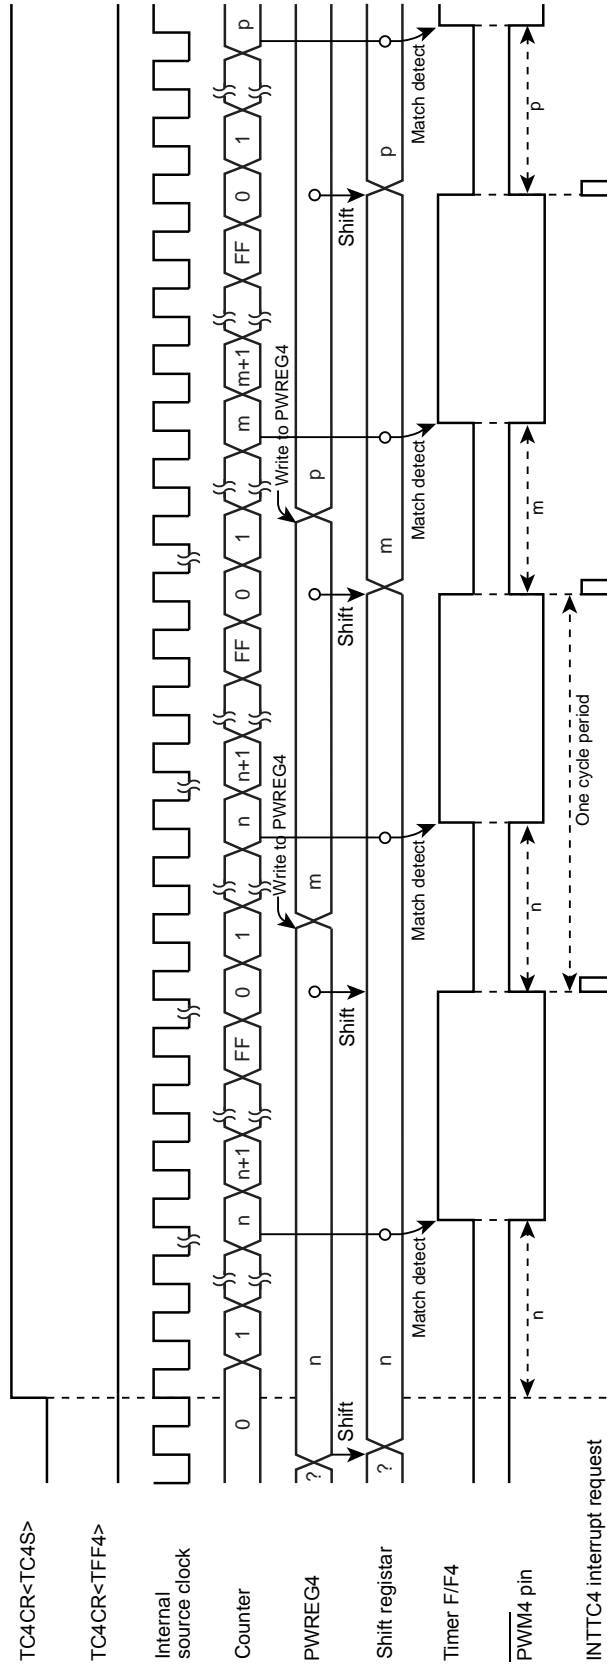 TC4CR<TC4S>
TC4CR<TFF4>
Internal
source clock
Counter 0 1 n n+1 FF 0 1 n n+1 FF 0 1 m m+1 FF 0 1 p
Write to PWREG4 Write to PWREG4
PWREG4 ? n m p
Shift Shift Shift Shift
Shift registar ? n m p
Match detect Match detect Match detect Match detect
Timer F/F4
PWM4 pin
n n m p
One cycle period
INTTC4 interrupt request